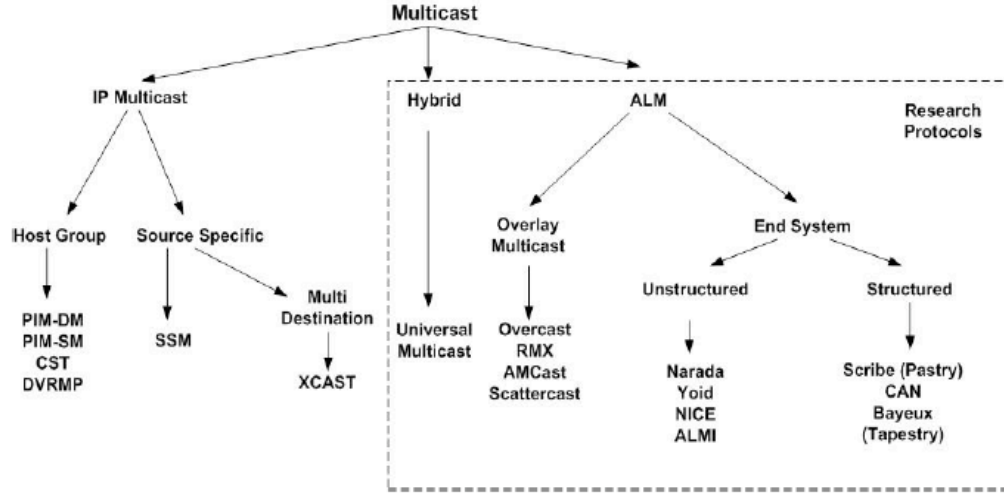 Multicast
IP Multicast
Hybrid
ALM
Research
Protocols
Host Group
Source Specific
Overlay
Multicast
End System
Multi
Destination
Unstructured
Structured
PIM-DM
PIM-SM
CST
DVRMP
SSM
XCAST
Universal
Multicast
Overcast
RMX
AMCast
Scattercast
Narada
Yoid
NICE
ALMI
Scribe (Pastry)
CAN
Bayeux
(Tapestry)